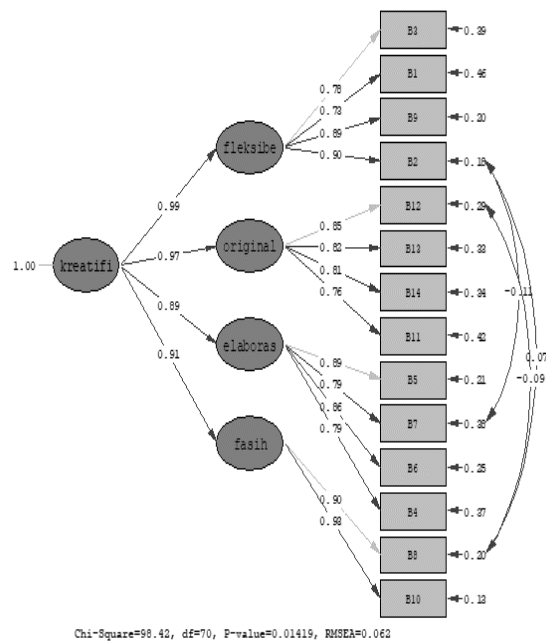 B3 0.39
B1 0.46
0.78
0.73
B9 0.20
0.89
fleksibe
0.90
B2 0.18
B12 0.29
0.99
0.85
original
0.82
B13 0.33
0.97
1.00 kreatifi
0.81
0.76
B14 0.34
-0.11
0.89
B11 0.42
elaboras
0.91
0.89
0.07
B5 0.21
-0.09
0.79
0.86
B7 0.38
0.79
fasih
B6 0.25
0.90
B4 0.37
0.93
B8 0.20
B10 0.13
Chi-Square=98.42, df=70, P-value=0.01419, RMSEA=0.062